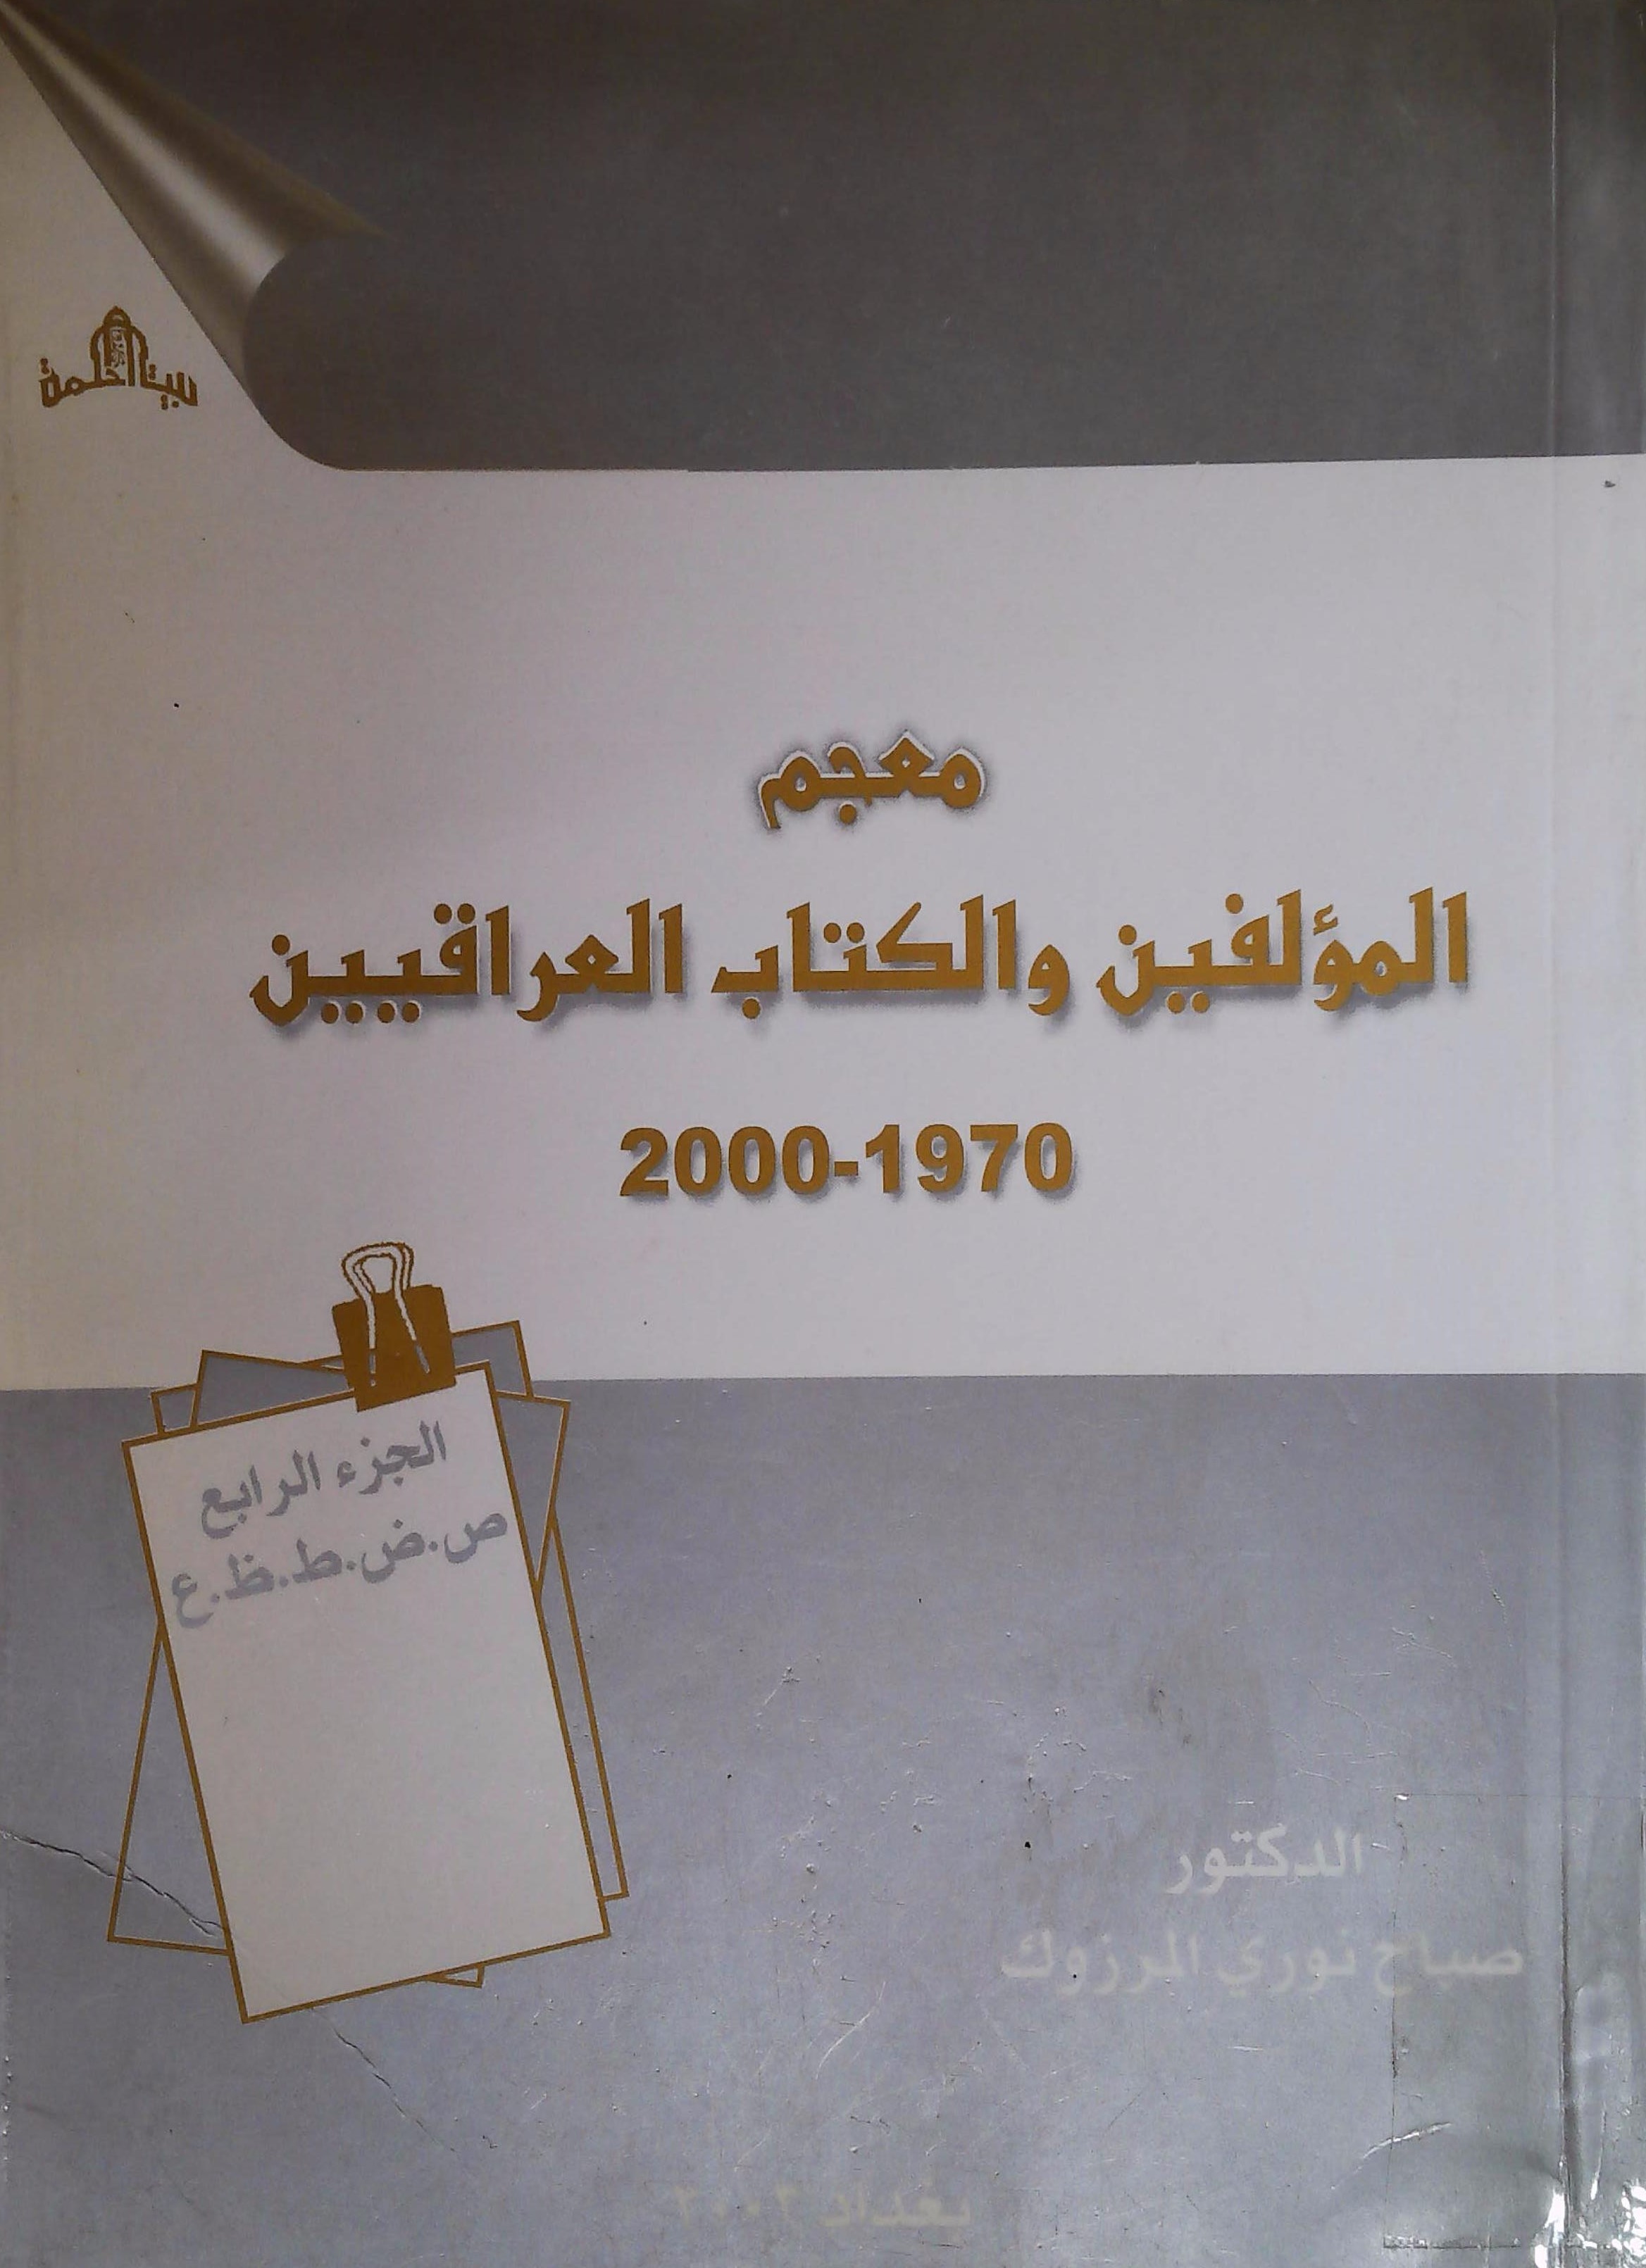 بيت الحكمة
معجم
المؤلفين والكتاب العراقيين
2000-1970
الجزء الرابع
ص.ض.ط.ظ.ع
الدكتور
صباح نوري المرزوك
بغداد ٢٠٠٢